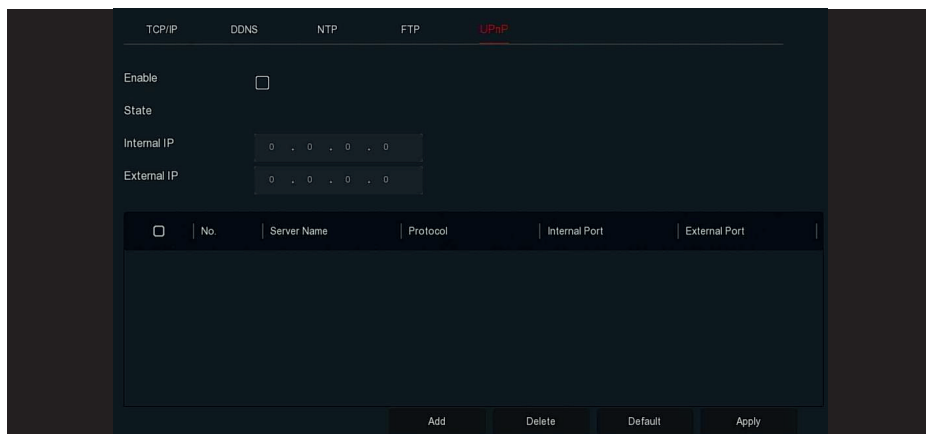 TCP/IP DDNS NTP FTP UPnP
Enable
State
Internal IP 0 . 0 . 0 . 0
External IP 0 . 0 . 0 . 0
No. Server Name Protocol Internal Port External Port
Add Delete Default Apply